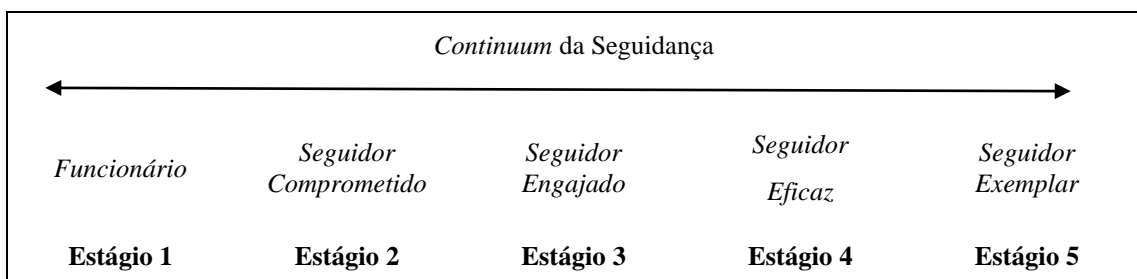 Continuum da Seguidança
Funcionário
Seguidor
Comprometido
Seguidor
Engajado
Seguidor
Eficaz
Seguidor
Exemplar
Estágio 1
Estágio 2
Estágio 3
Estágio 4
Estágio 5